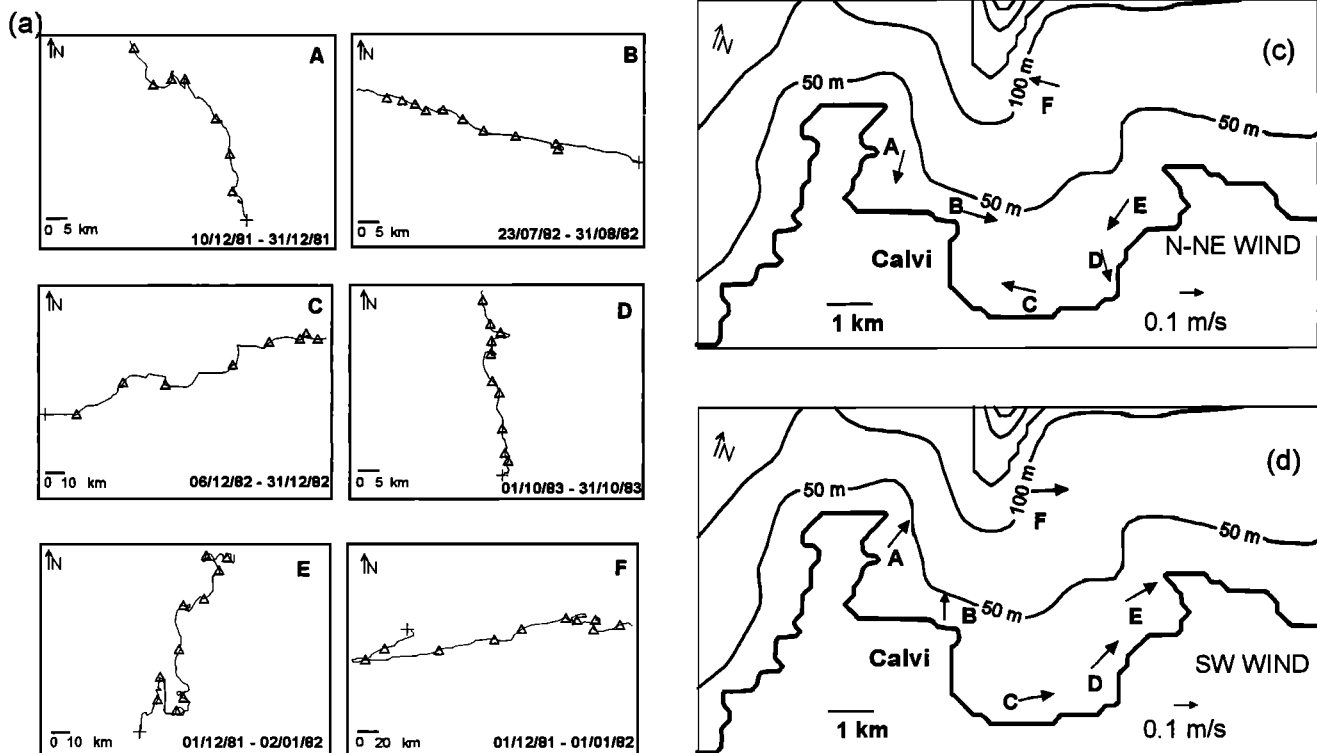 (a)
N
A
0 5 km
10/12/81 - 31/12/81
N
B
0 5 km
23/07/82 - 31/08/82
N
C
0 10 km
06/12/82 - 31/12/82
N
D
0 5 km
01/10/83 - 31/10/83
N
E
0 10 km
01/12/81 - 02/01/82
N
F
0 20 km
01/12/81 - 01/01/82
N
(c)
50 m
100 m
F
50 m
A
B
50 m
E
Calvi
D
N-NE WIND
C
1 km
0.1 m/s
N
(d)
50 m
100 m
F
50 m
A
B
50 m
E
Calvi
D
SW WIND
C
1 km
0.1 m/s